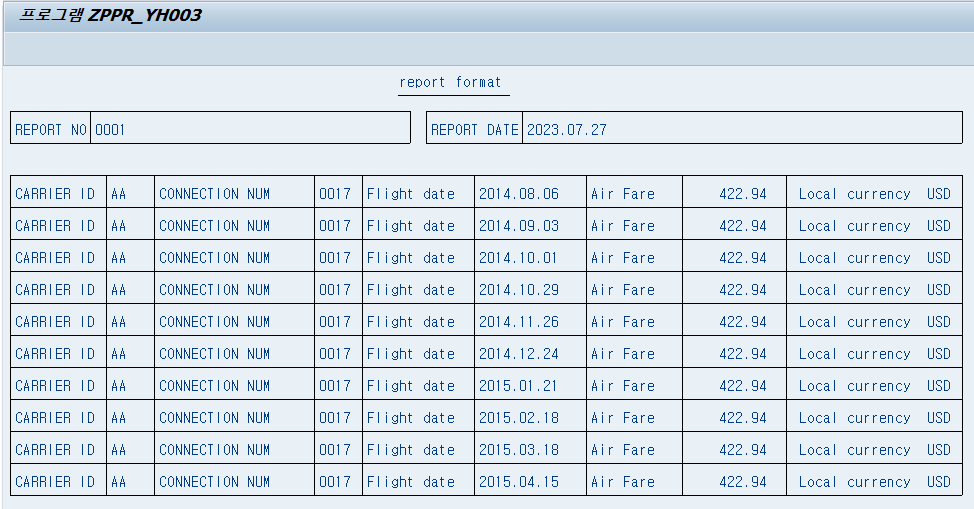 프로그램 ZPPR_YH003
report format
REPORT NO 0001 REPORT DATE 2023.07.27
CARRIER ID AA CONNECTION NUM 0017 Flight date 2014.08.06 Air Fare 422.94 Local currency USD
CARRIER ID AA CONNECTION NUM 0017 Flight date 2014.09.03 Air Fare 422.94 Local currency USD
CARRIER ID AA CONNECTION NUM 0017 Flight date 2014.10.01 Air Fare 422.94 Local currency USD
CARRIER ID AA CONNECTION NUM 0017 Flight date 2014.10.29 Air Fare 422.94 Local currency USD
CARRIER ID AA CONNECTION NUM 0017 Flight date 2014.11.26 Air Fare 422.94 Local currency USD
CARRIER ID AA CONNECTION NUM 0017 Flight date 2014.12.24 Air Fare 422.94 Local currency USD
CARRIER ID AA CONNECTION NUM 0017 Flight date 2015.01.21 Air Fare 422.94 Local currency USD
CARRIER ID AA CONNECTION NUM 0017 Flight date 2015.02.18 Air Fare 422.94 Local currency USD
CARRIER ID AA CONNECTION NUM 0017 Flight date 2015.03.18 Air Fare 422.94 Local currency USD
CARRIER ID AA CONNECTION NUM 0017 Flight date 2015.04.15 Air Fare 422.94 Local currency USD